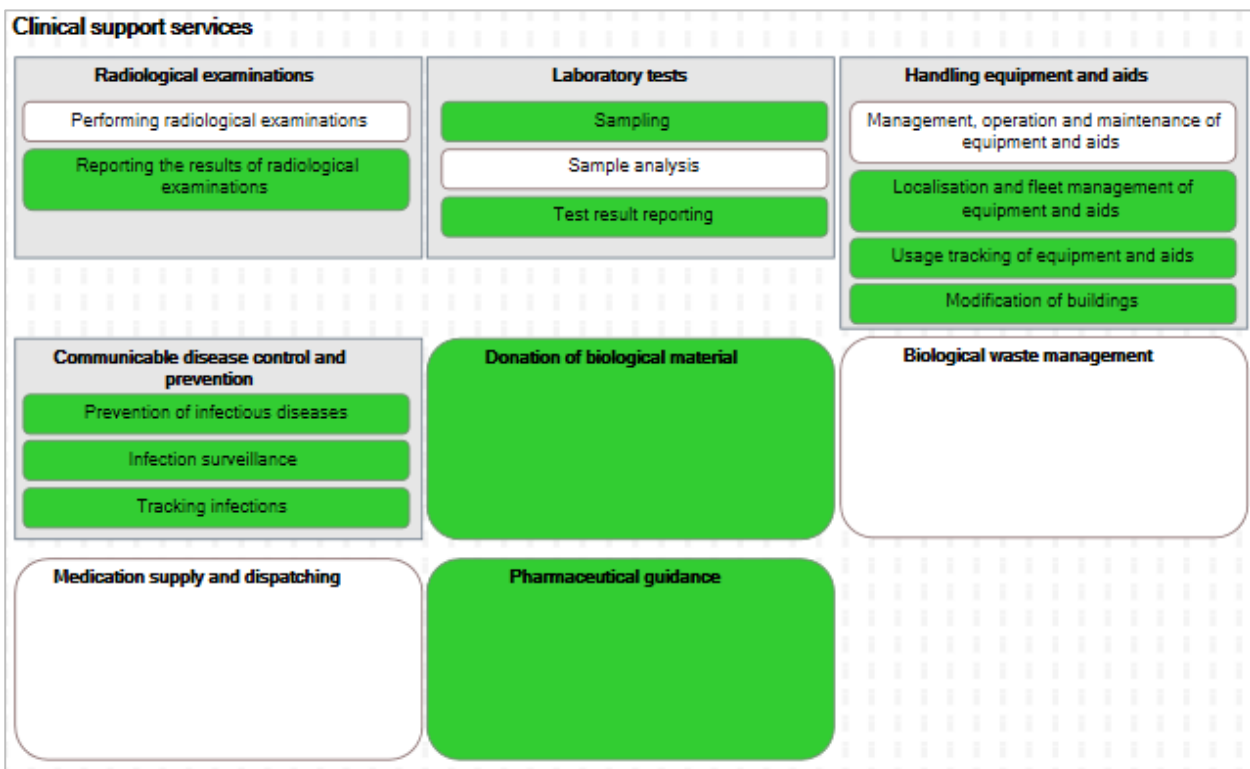 Clinical support services
Radiological examinations
Performing radiological examinations
Reporting the results of radiological
examinations
Laboratory tests
Sampling
Sample analysis
Test result reporting
Handling equipment and aids
Management, operation and maintenance of
equipment and aids
Localisation and fleet management of
equipment and aids
Usage tracking of equipment and aids
Modification of buildings
Communicable disease control and
prevention
Prevention of infectious diseases
Infection surveillance
Tracking infections
Donation of biological material
Biological waste management
Medication supply and dispatching
Pharmaceutical guidance